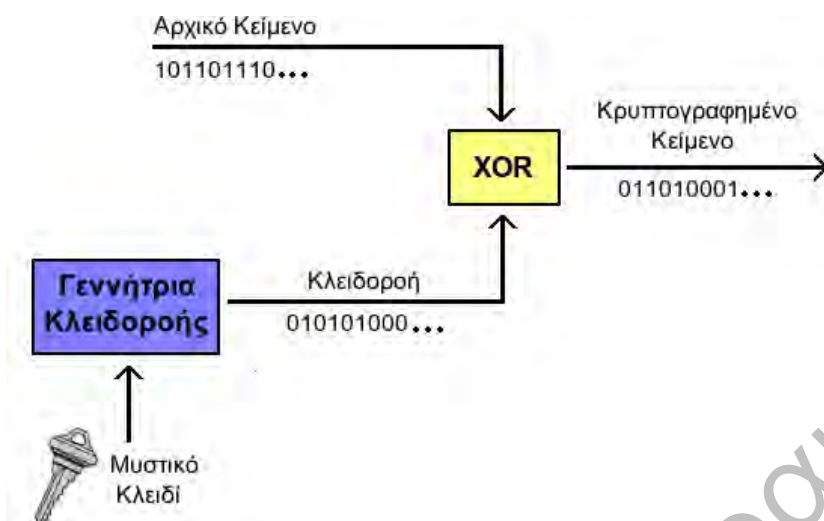 Αρχικό Κείμενο
101101110...
XOR
Κρυπτογραφημένο
Κείμενο
011010001...
Γεννήτρια
Κλειδοροής
Κλειδοροή
010101000...
Μυστικό
Κλειδί